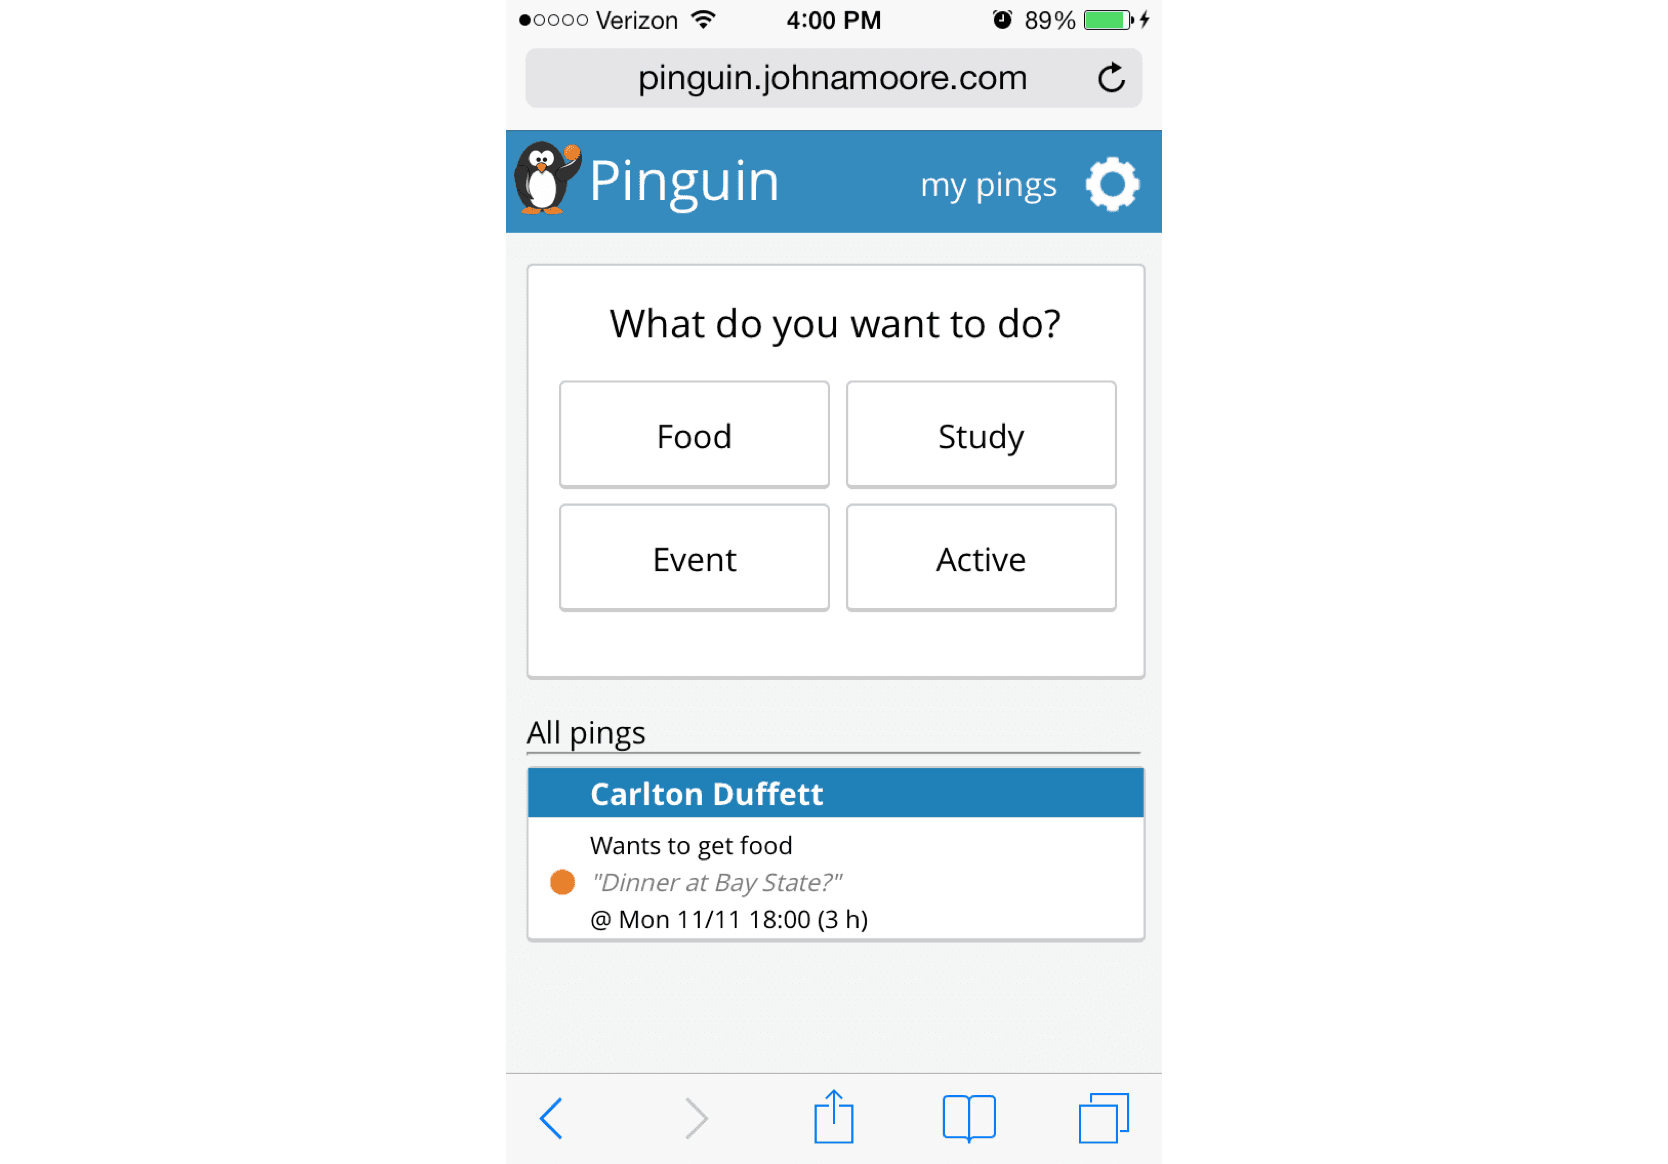 Verizon 4:00 PM 89%
pinguin.johnamoore.com
Pinguin my pings
What do you want to do?
Food Study
Event Active
All pings
Carlton Duffett
Wants to get food
"Dinner at Bay State?"
@ Mon 11/11 18:00 (3 h)